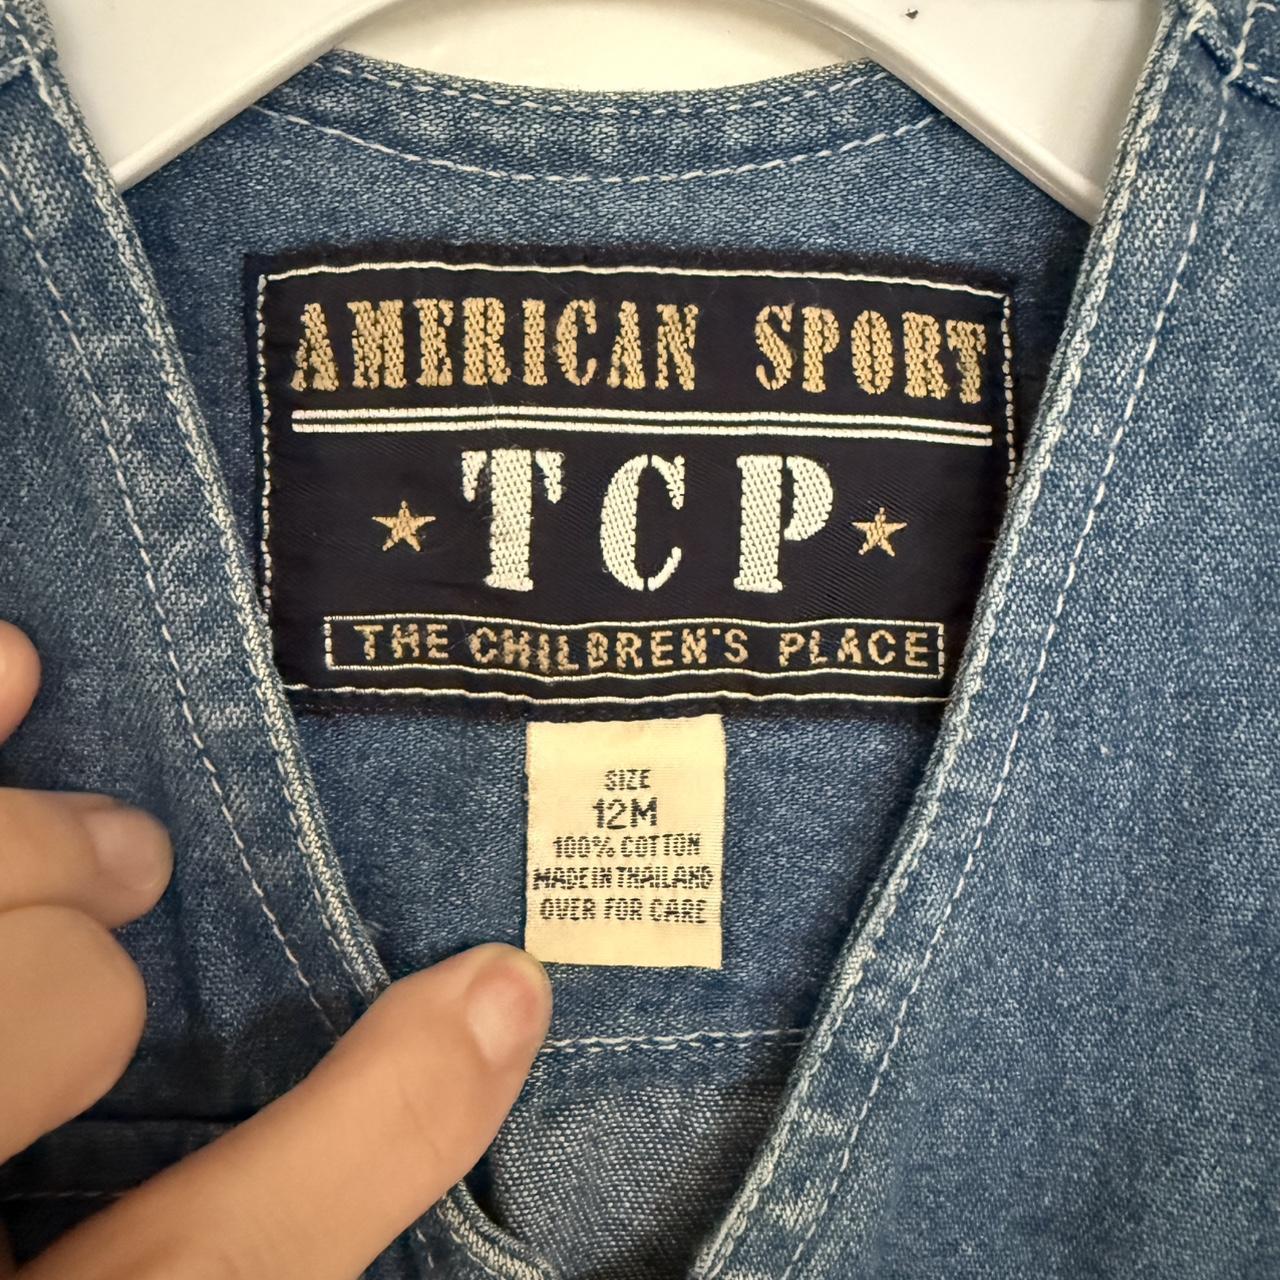 AMERICAN SPORT
TCP
THE CHILDREN'S PLACE
SIZE
12M
100% COTTON
MADE IN THAILAND
OVER FOR CARE